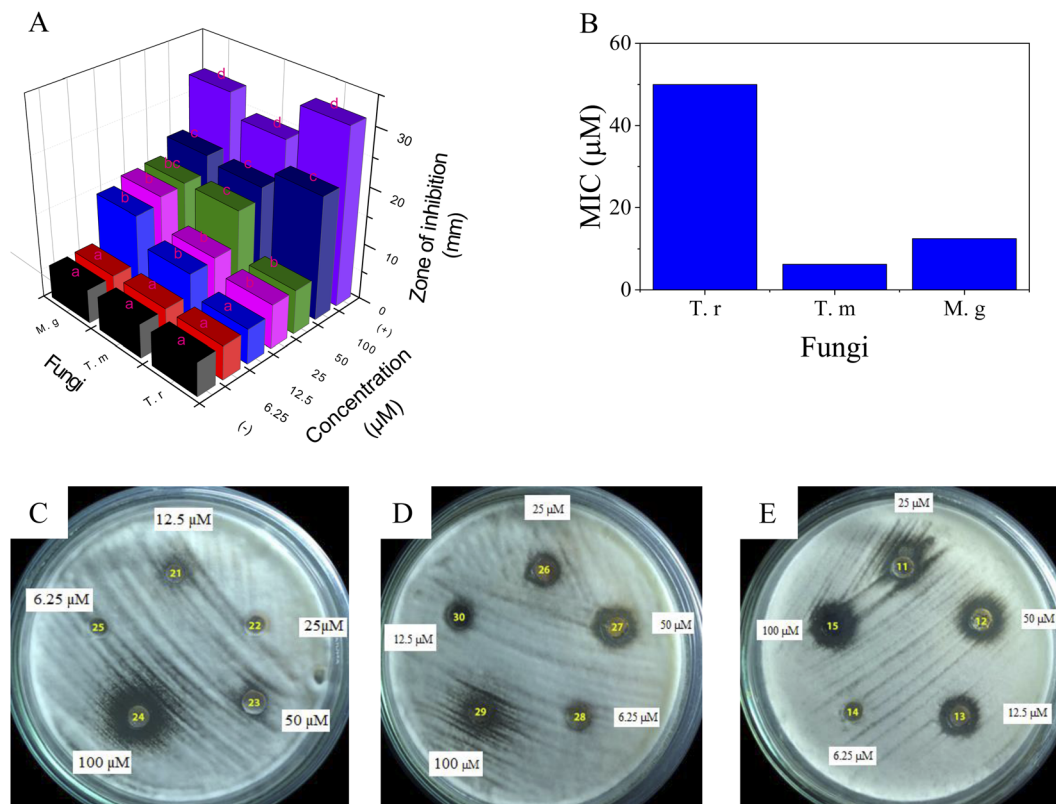 A
d
d
d
c
c
c
ac
c
a
b
b
b
a
a
a
a
a
a
a
30
20
10
0
Zone of inhibition
(mm)
M. g
T. m
T. r
Fungi
(-)
6.25
12.5
25
50
100
(+)
Concentration
(µM)
B
60
40
20
0
MIC (µM)
T. r
T. m
M. g
Fungi
C
12.5 µM
21
6.25 µM
25
22
25µM
23
50 µM
24
100 µM
D
25 µM
26
30
27
50 µM
12.5 µM
29
28
6.25 µM
100 µM
E
25 µM
11
15
12
50 µM
100 µM
14
13
12.5 µM
6.25 µM